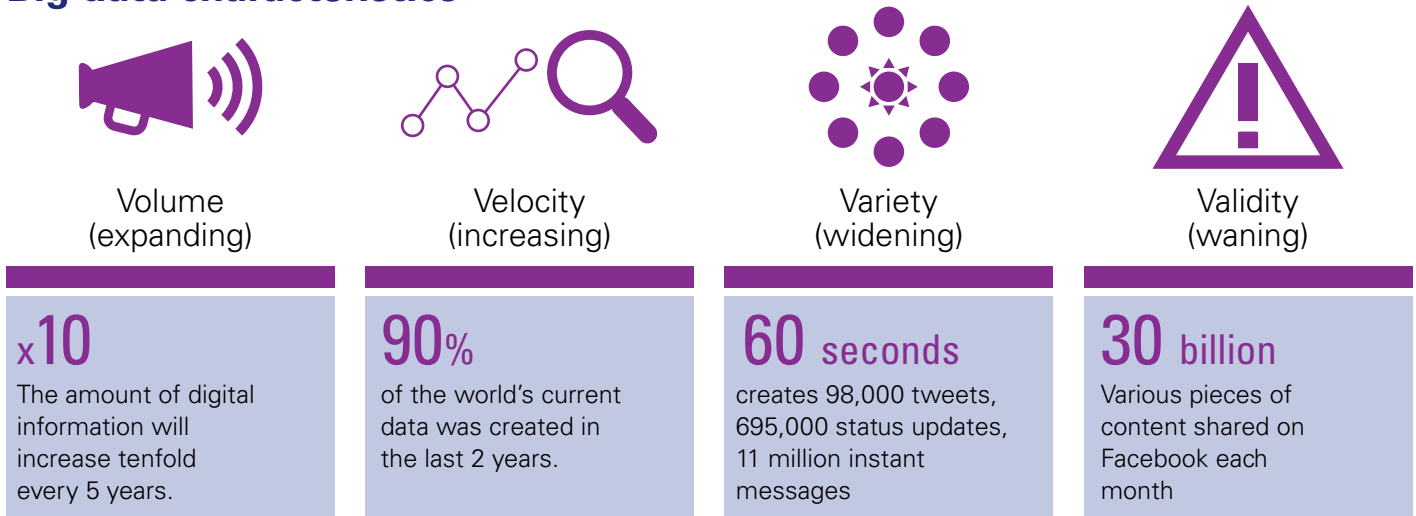 Big data characteristics
Volume
(expanding)
x10
The amount of digital
information will
increase tenfold
every 5 years.
Velocity
(increasing)
90%
of the world's current
data was created in
the last 2 years.
Variety
(widening)
60 seconds
creates 98,000 tweets,
695,000 status updates,
11 million instant
messages
Validity
(waning)
30 billion
Various pieces of
content shared on
Facebook each
month